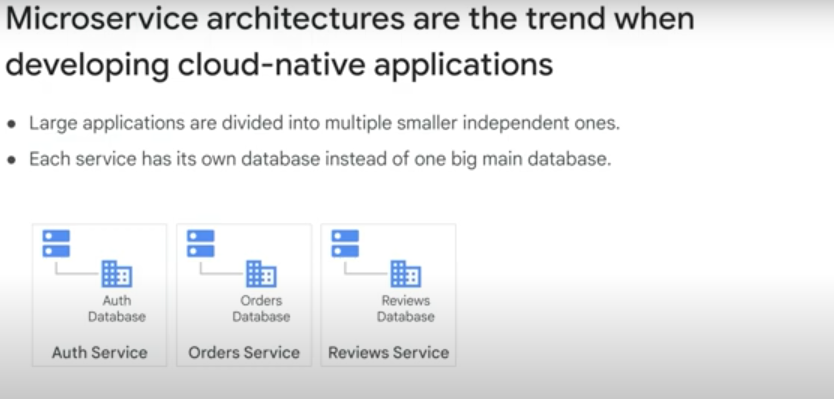 Microservice architectures are the trend when
developing cloud-native applications
• Large applications are divided into multiple smaller independent ones.
• Each service has its own database instead of one big main database.
Auth
Database
Auth Service
Orders
Database
Orders Service
Reviews
Database
Reviews Service